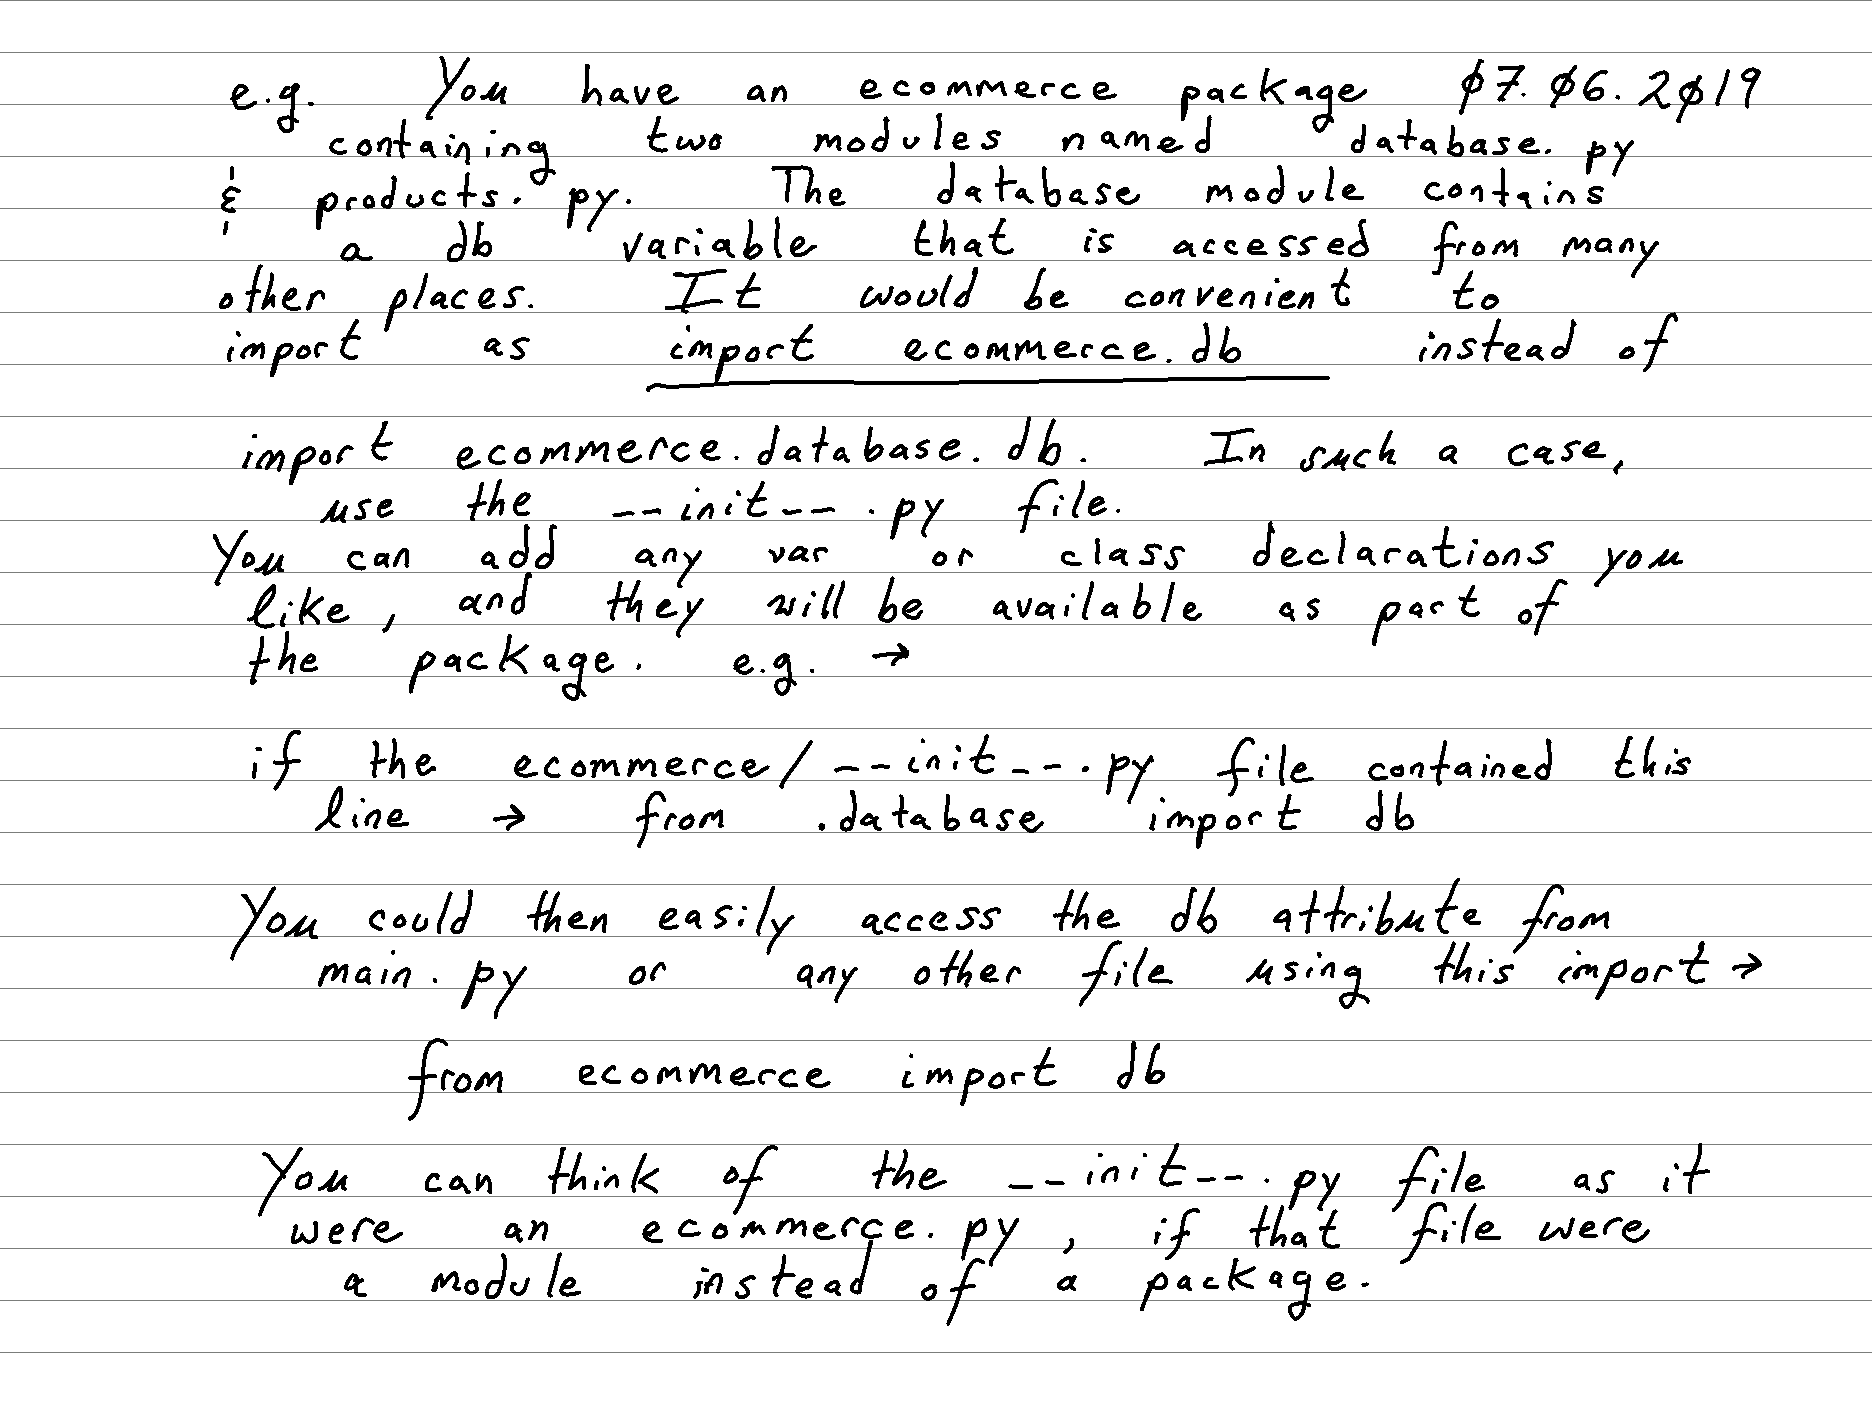 e.g. You have an ecommerce package 07.06.2019
containing two modules named database.py
& products.py. The database module contains
a db variable that is accessed from many
other places. It would be convenient to
import as import ecommerce.db instead of
import ecommerce.database.db. In such a case,
use the __init__.py file.
You can add any var or class declarations you
like, and they will be available as part of
the package. e.g. →
if the ecommerce/__init__.py file contained this
line → from .database import db
You could then easily access the db attribute from
main.py or any other file using this import →
from ecommerce import db
You can think of the __init__.py file as it
were an ecommerce.py, if that file were
a module instead of a package.